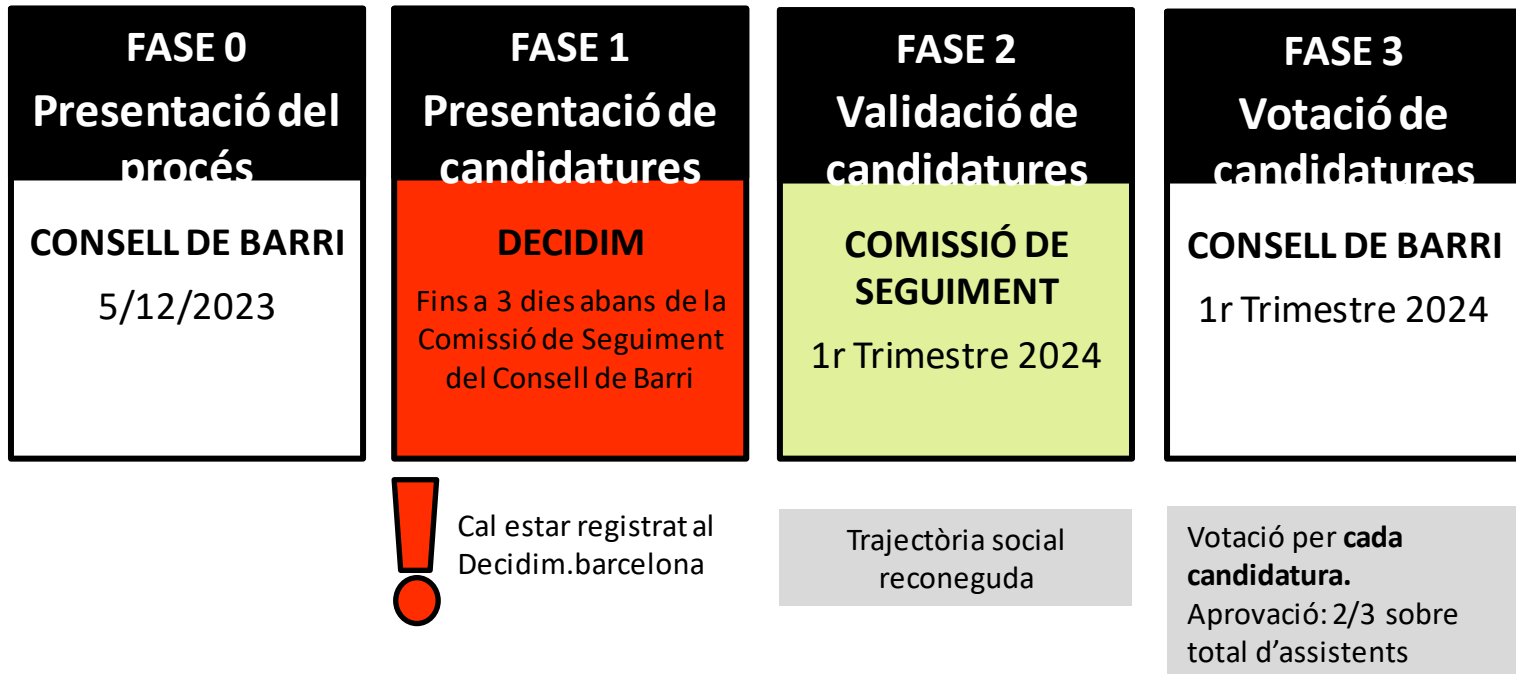 FASE 0
Presentació del
procés
CONSELL DE BARRI
5/12/2023
FASE 1
Presentació de
candidatures
DECIDIM
Fins a 3 dies abans de la
Comissió de Seguiment
del Consell de Barri
Cal estar registrat al
Decidim.barcelona
FASE 2
Validació de
candidatures
COMISSIÓ DE
SEGUIMENT
1r Trimestre 2024
Trajectòria social
reconeguda
FASE 3
Votació de
candidatures
CONSELL DE BARRI
1r Trimestre 2024
Votació per cada
candidatura.
Aprovació: 2/3 sobre
total d'assistents